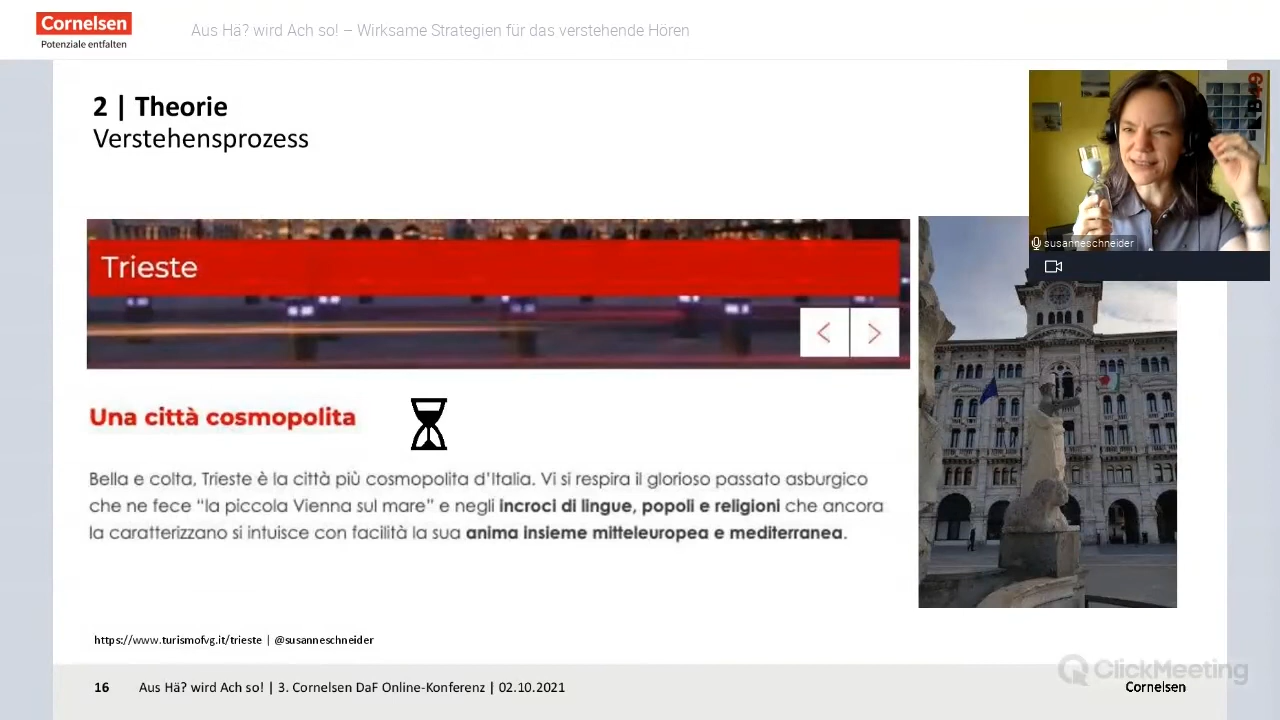 Cornelsen
Potenziale entfalten
Aus Hä? wird Ach so! – Wirksame Strategien für das verstehende Hören
2 | Theorie
Verstehensprozess
susanneschneider
Trieste
Una città cosmopolita
Bella e colta, Trieste è la città più cosmopolita d'Italia. Vi si respira il glorioso passato asburgico
che ne fece “la piccola Vienna sul mare” e negli incroci di lingue, popoli e religioni che ancora
la caratterizzano si intuisce con facilità la sua anima insieme mitteleuropea e mediterranea.
https://www.turismofvg.it/trieste | @susanneschneider
ClickMeeting
16 Aus Hä? wird Ach so! | 3. Cornelsen DaF Online-Konferenz | 02.10.2021
Cornelsen